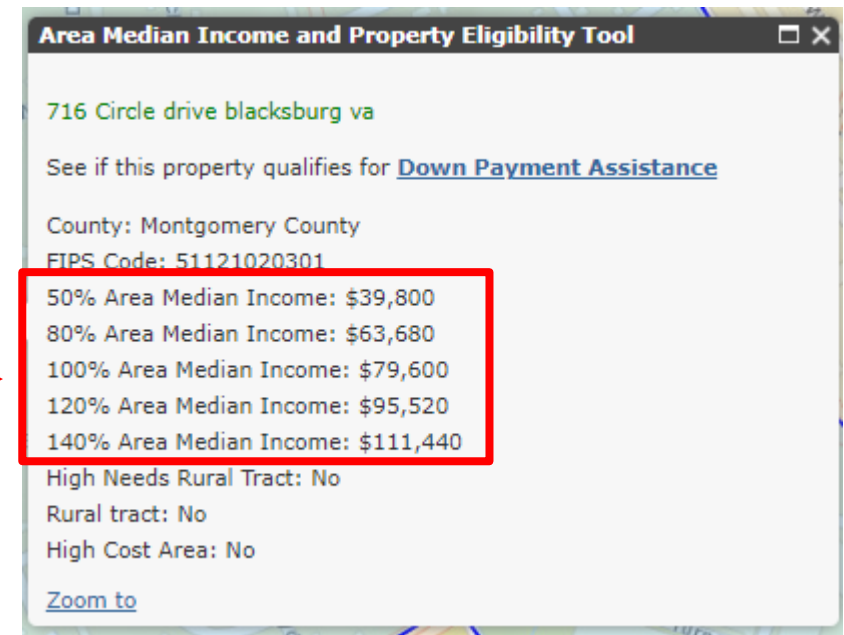 Area Median Income and Property Eligibility Tool
716 Circle drive blacksburg va
See if this property qualifies for Down Payment Assistance
County: Montgomery County
FIPS Code: 51121020301
50% Area Median Income: $39,800
80% Area Median Income: $63,680
100% Area Median Income: $79,600
120% Area Median Income: $95,520
140% Area Median Income: $111,440
High Needs Rural Tract: No
Rural tract: No
High Cost Area: No
Zoom to